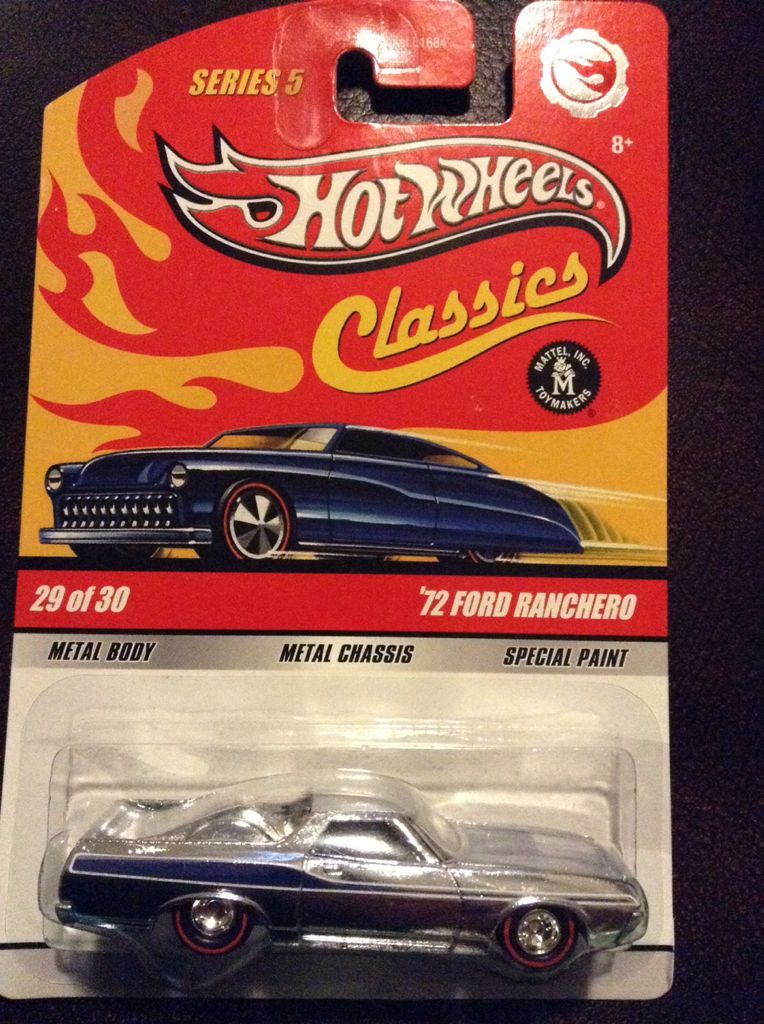 SERIES 5
8+
HOT WHEELS®
Classics
MATTEL, INC.
M
TOYMAKERS
®
29 of 30
'72 FORD RANCHERO
METAL BODY
METAL CHASSIS
SPECIAL PAINT